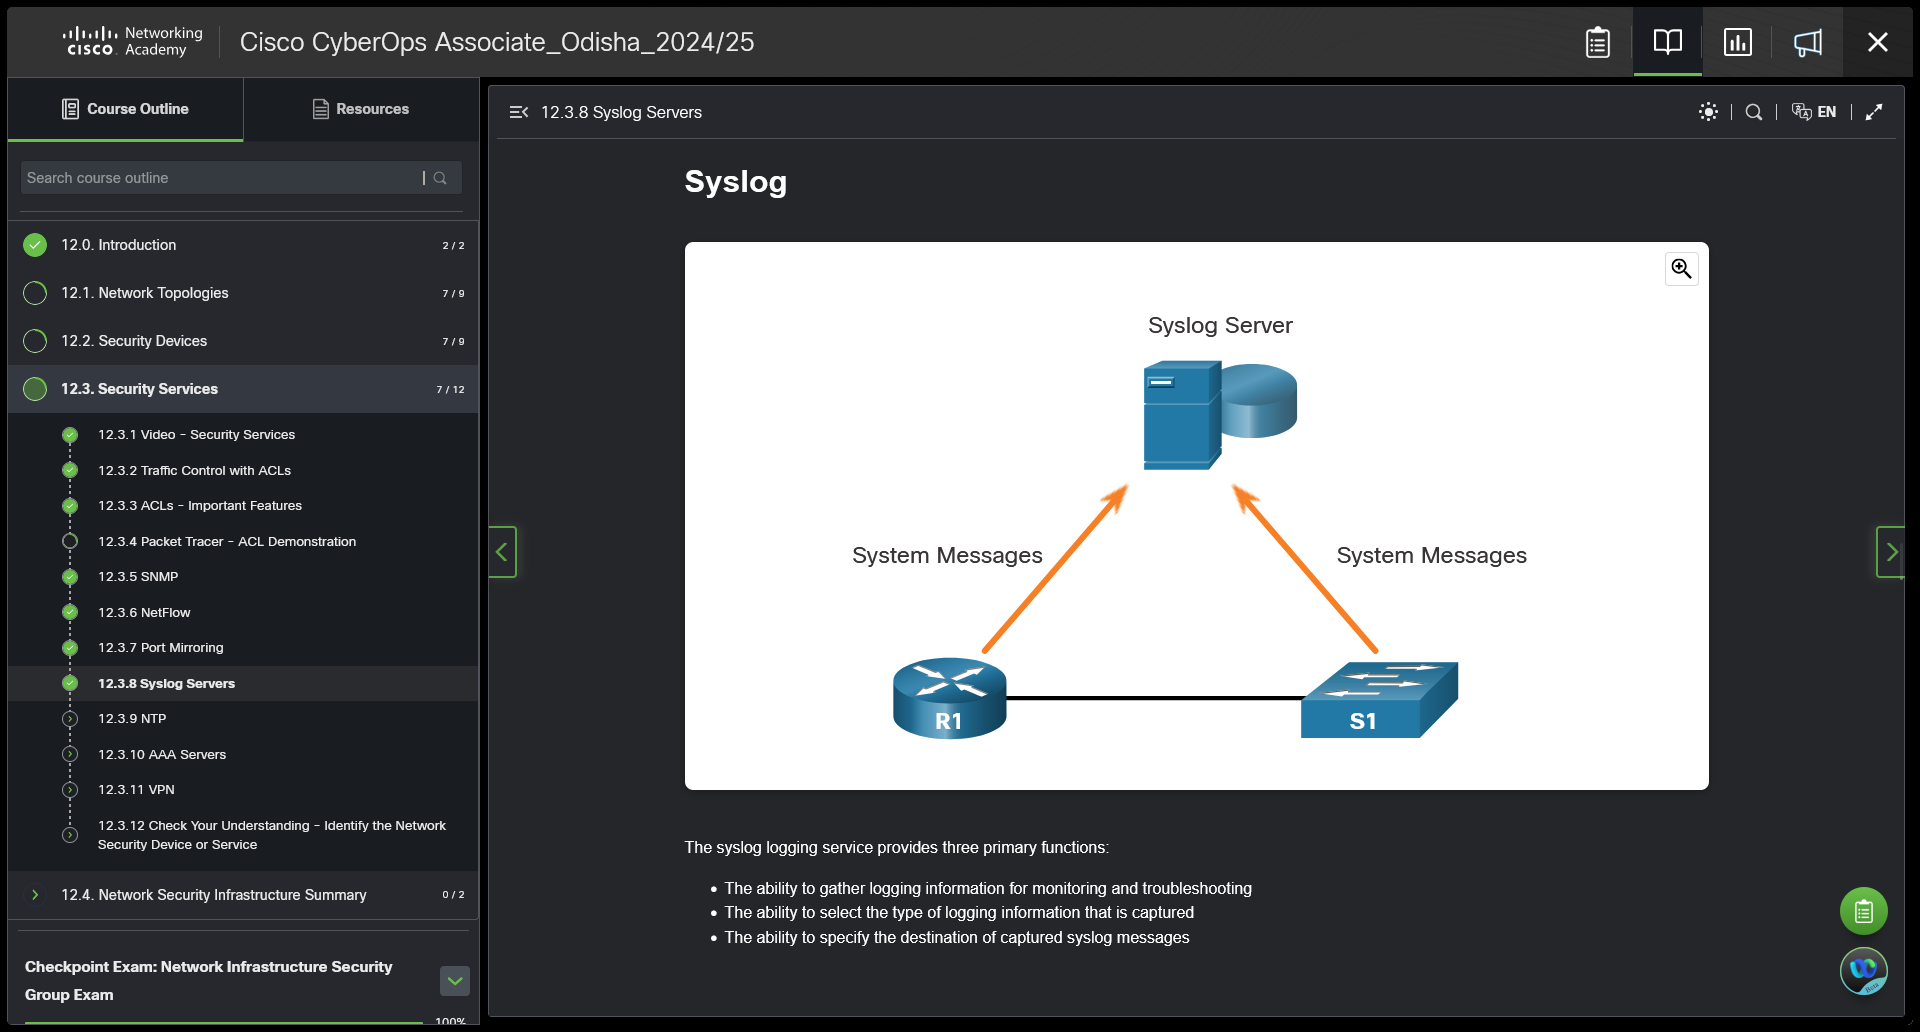 Networking
CISCO Academy
Cisco CyberOps Associate_Odisha_2024/25
Course Outline
Resources
Search course outline
12.0. Introduction 2 / 2
12.1. Network Topologies 7 / 9
12.2. Security Devices 7 / 9
12.3. Security Services 7 / 12
12.3.1 Video - Security Services
12.3.2 Traffic Control with ACLs
12.3.3 ACLs - Important Features
12.3.4 Packet Tracer - ACL Demonstration
12.3.5 SNMP
12.3.6 NetFlow
12.3.7 Port Mirroring
12.3.8 Syslog Servers
12.3.9 NTP
12.3.10 AAA Servers
12.3.11 VPN
12.3.12 Check Your Understanding - Identify the Network
Security Device or Service
12.4. Network Security Infrastructure Summary 0 / 2
Checkpoint Exam: Network Infrastructure Security
Group Exam
100%
12.3.8 Syslog Servers
EN
Syslog
Syslog Server
System Messages
System Messages
R1
S1
The syslog logging service provides three primary functions:
• The ability to gather logging information for monitoring and troubleshooting
• The ability to select the type of logging information that is captured
• The ability to specify the destination of captured syslog messages
Beta